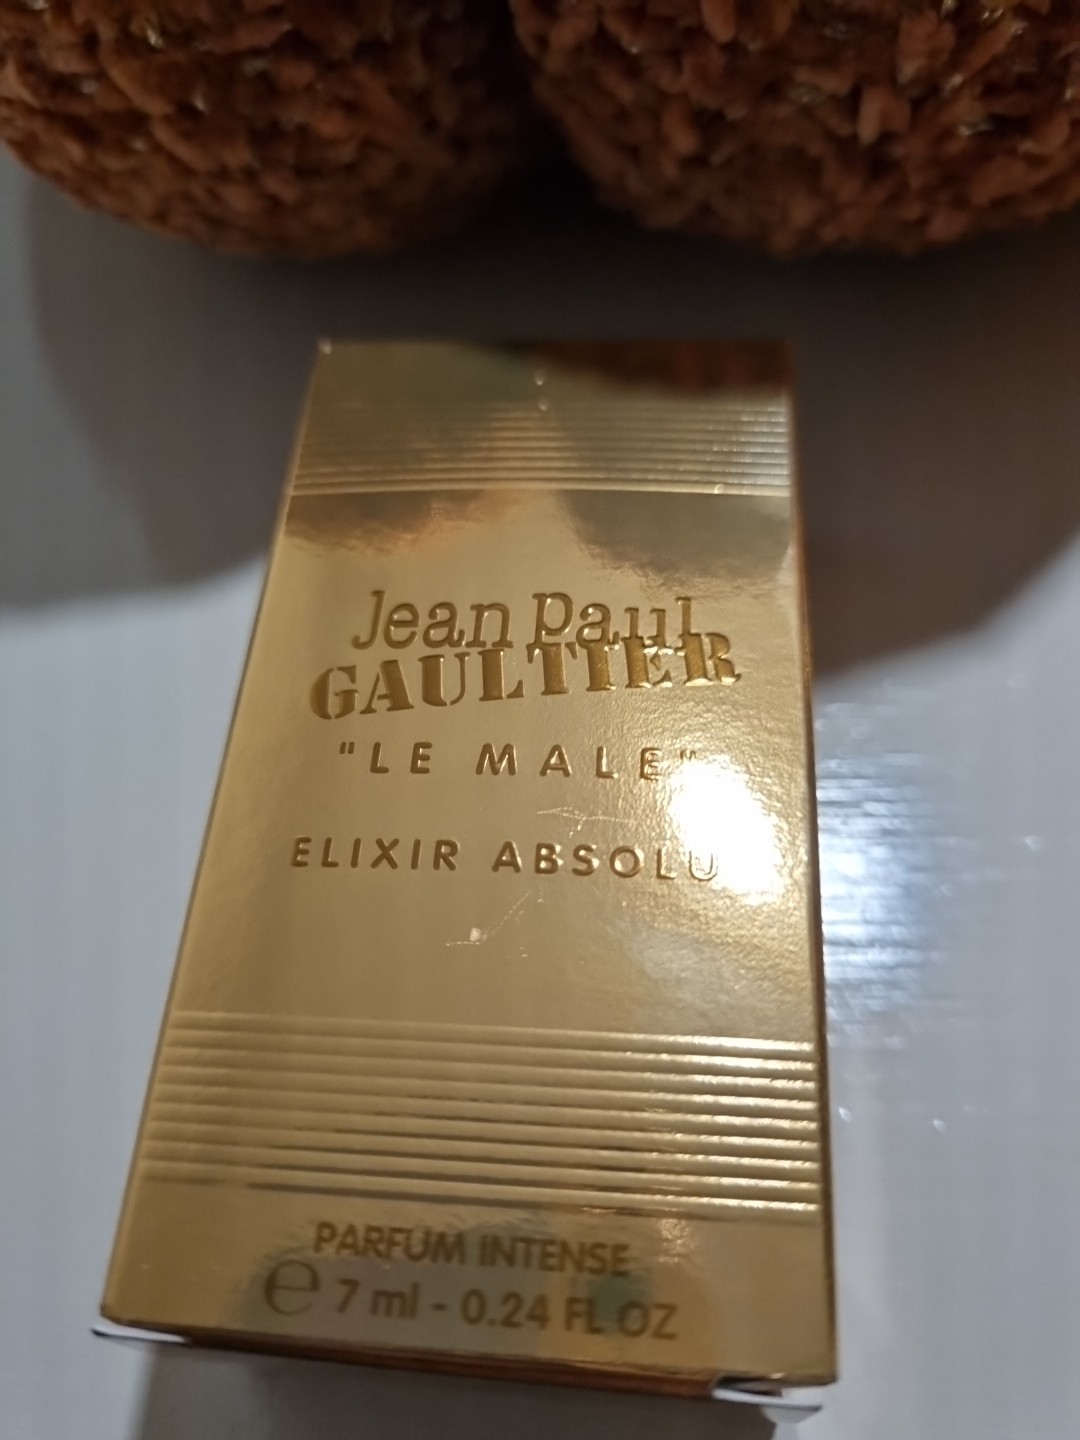 Jean Paul
GAULTIER
"LE MALE"
ELIXIR ABSOLU
PARFUM INTENSE
℮ 7 ml - 0.24 FL OZ